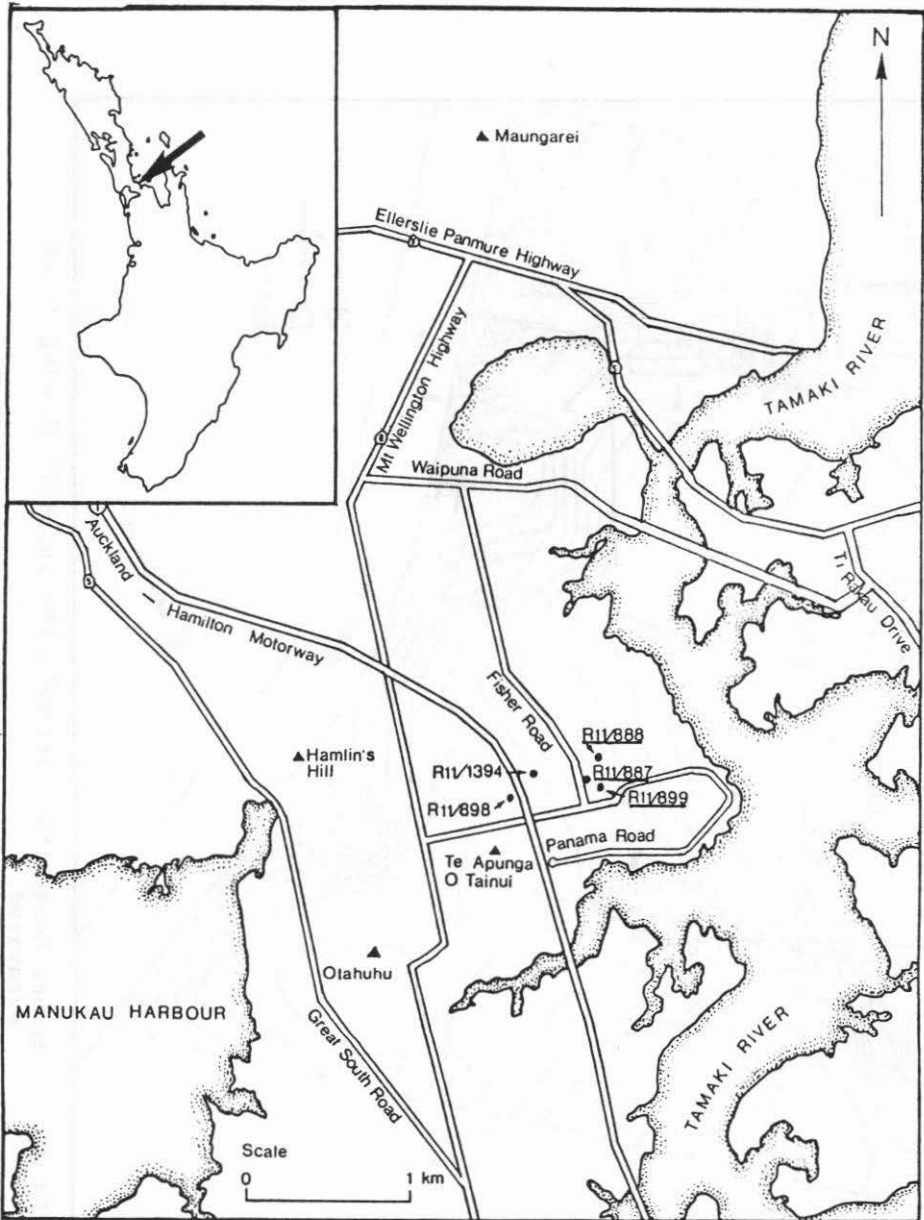 N
Maungarei
Ellerslie Panmure Highway
Mt Wellington Highway
TAMAKI RIVER
Waipuna Road
Ti Rakau Drive
Auckland – Hamilton Motorway
Fisher Road
Hamlin's
Hill
R11/888
R11/1394
R11/887
R11/898
R11/899
Panama Road
Te Apunga
O Tainui
Otahuhu
MANUKAU HARBOUR
Great South Road
TAMAKI RIVER
Scale
0 1 km